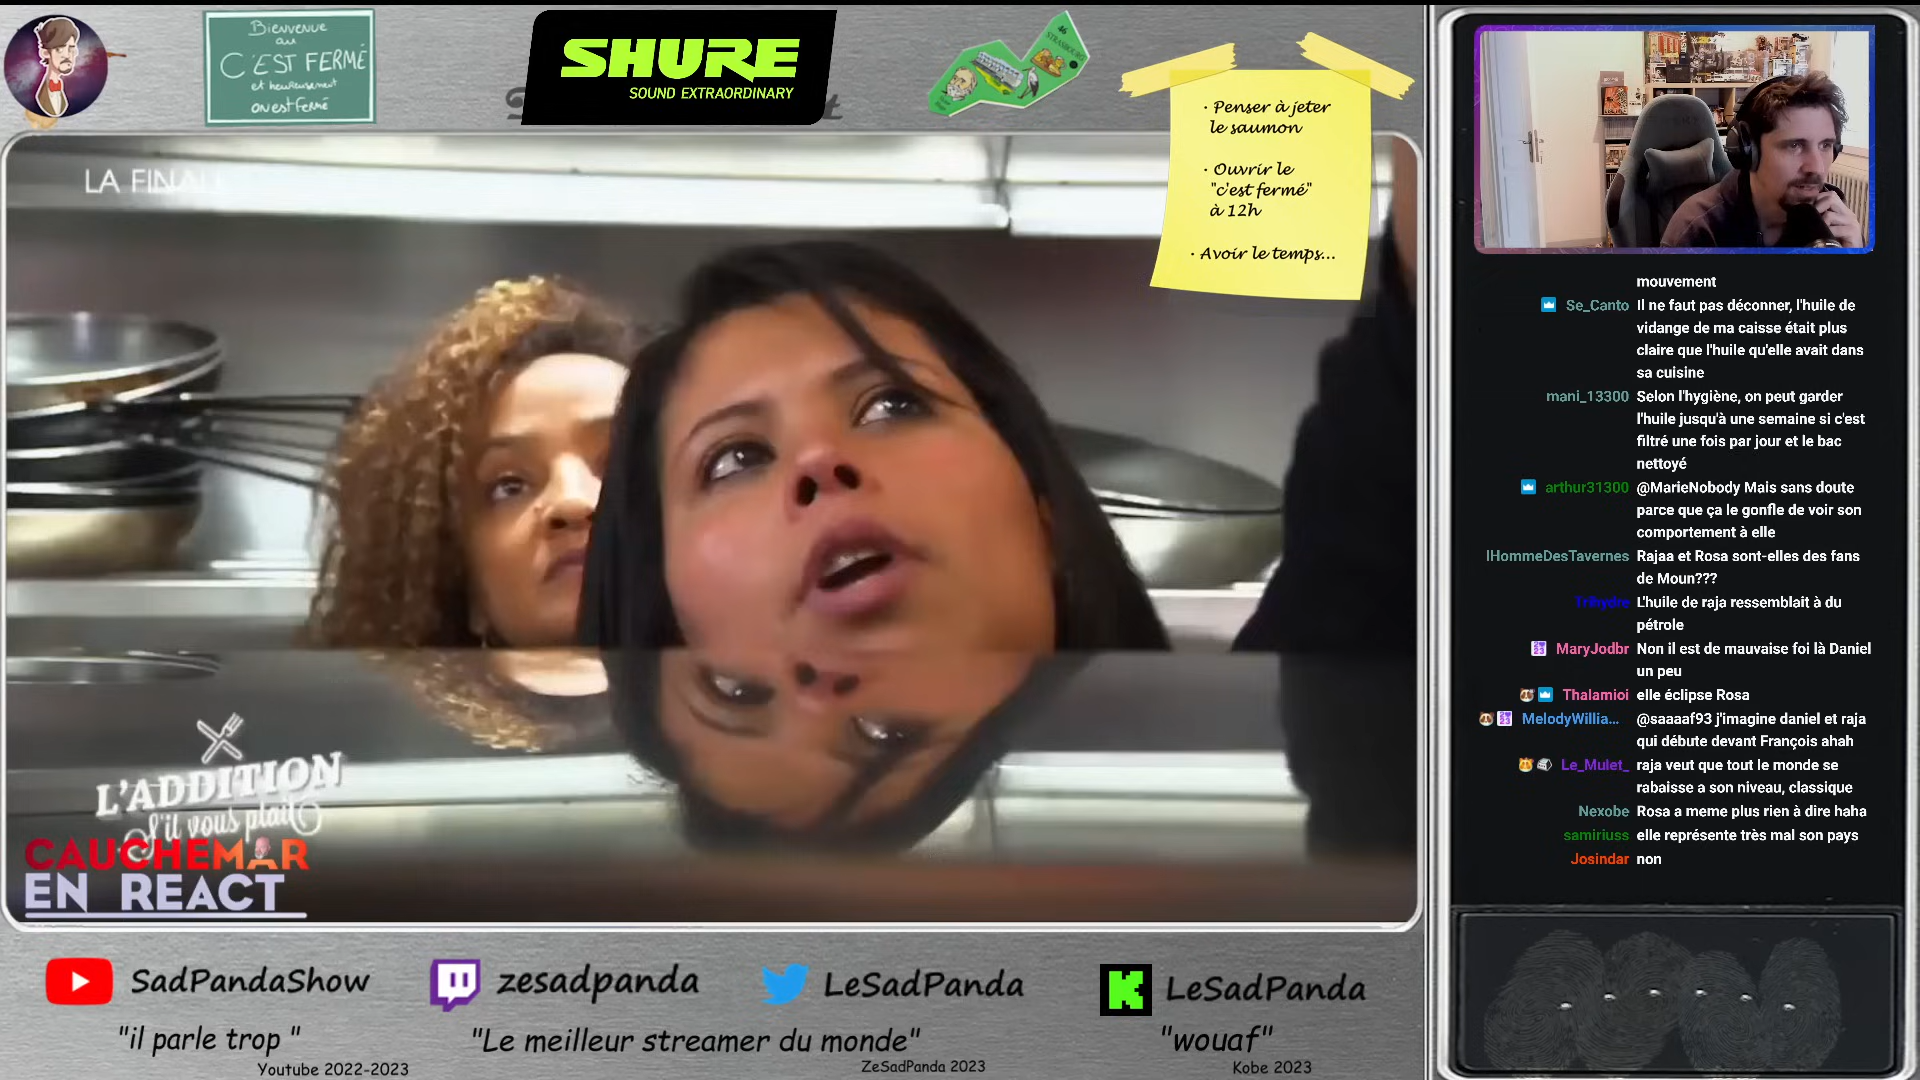 Bienvenue
au
C'EST FERMÉ
et heureusement
on est fermé
SHURE
SOUND EXTRAORDINARY
46
STRASBOURG
· Penser à jeter
le saumon
· Ouvrir le
"c'est fermé"
à 12h
· Avoir le temps...
LA FINALE
L'ADDITION
S'il vous plaît
CAUCHEMAR
EN REACT
mouvement
Se_Canto Il ne faut pas déconner, l'huile de
vidange de ma caisse était plus
claire que l'huile qu'elle avait dans
sa cuisine
mani_13300 Selon l'hygiène, on peut garder
l'huile jusqu'à une semaine si c'est
filtré une fois par jour et le bac
nettoyé
arthur31300 @MarieNobody Mais sans doute
parce que ça le gonfle de voir son
comportement à elle
lHommeDesTavernes Rajaa et Rosa sont-elles des fans
de Moun???
Trihydre L'huile de raja ressemblait à du
pétrole
MaryJodbr Non il est de mauvaise foi là Daniel
un peu
Thalamioi elle éclipse Rosa
MelodyWillia... @saaaaf93 j'imagine daniel et raja
qui débute devant François ahah
Le_Mulet_ raja veut que tout le monde se
rabaisse a son niveau, classique
Nexobe Rosa a meme plus rien à dire haha
samiriuss elle représente très mal son pays
Josindar non
SadPandaShow
"il parle trop "
Youtube 2022-2023
zesadpanda
"Le meilleur streamer du monde"
ZeSadPanda 2023
LeSadPanda
LeSadPanda
"wouaf"
Kobe 2023